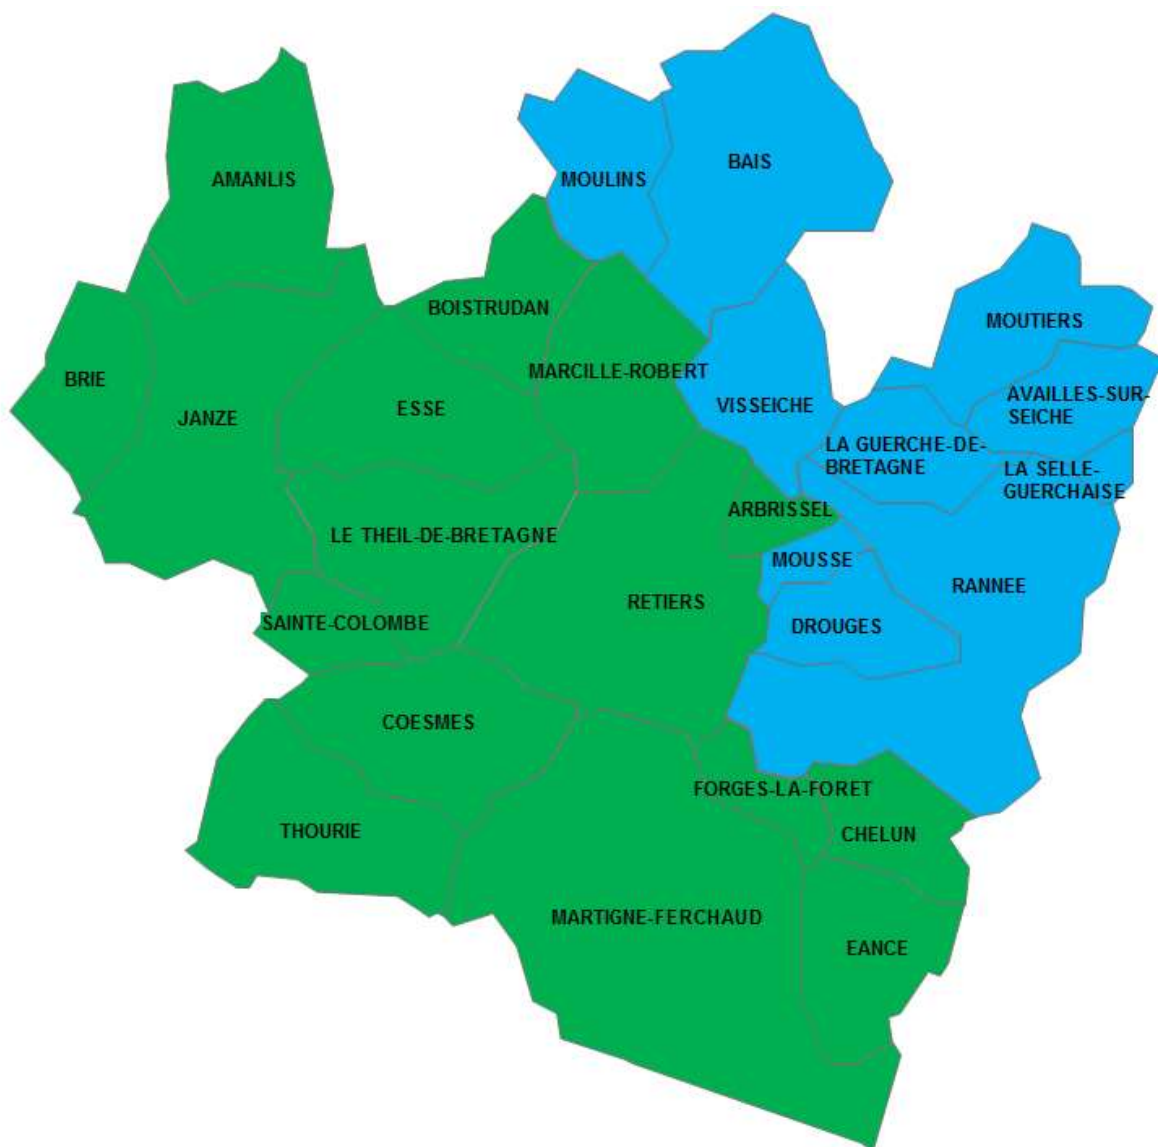 BAIS
AMANLIS
MOULINS
BOISTRUDAN
MOUTIERS
MARCILLE-ROBERT
BRIE
ESSE
VISSEICHE
AVAILLES-SUR-
SEICHE
JANZE
LA GUERCHE-DE-
BRETAGNE
LA SELLE-
GUERCHAISE
ARBRISSEL
LE THEIL-DE-BRETAGNE
MOUSSE
RANNEE
RETIERS
SAINTE-COLOMBE
DROUGES
COESMES
FORGES-LA-FORET
THOURIE
CHELUN
MARTIGNE-FERCHAUD
EANCE